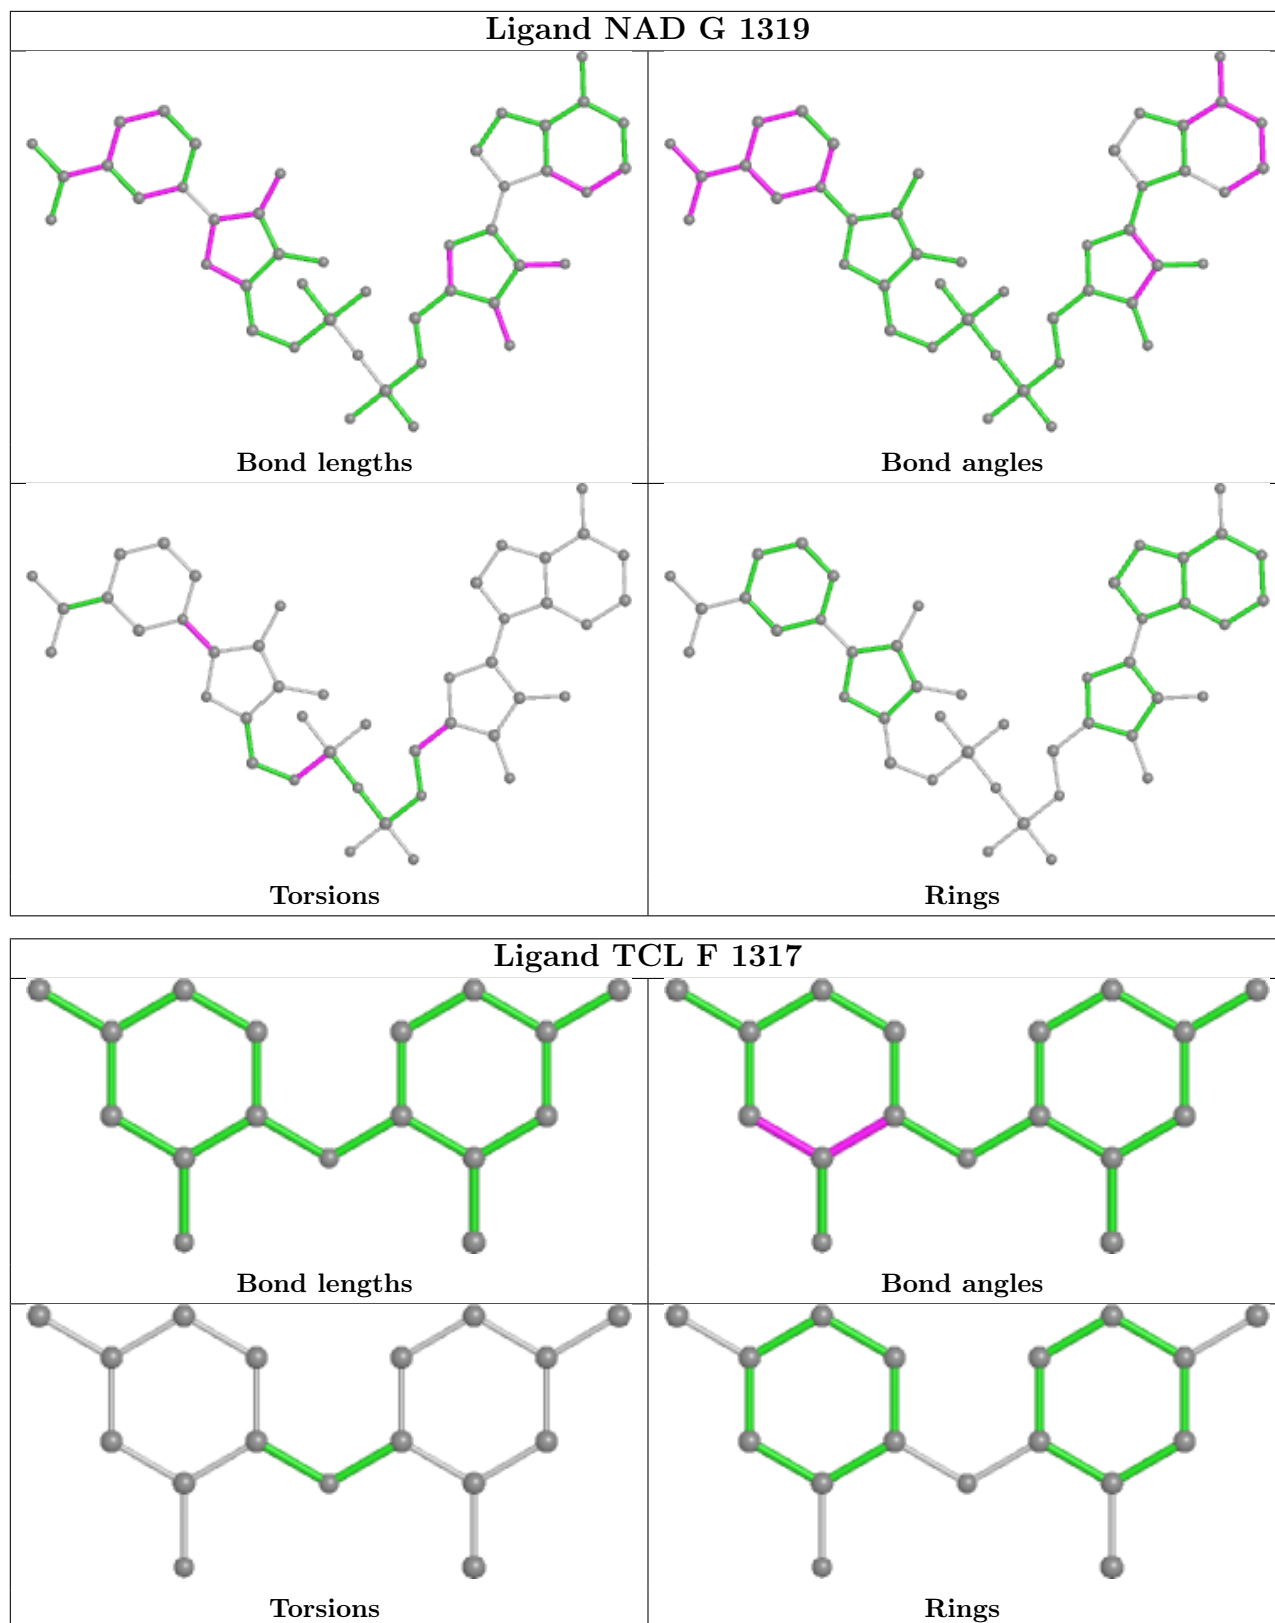 Ligand NAD G 1319
Bond lengths
Bond angles
Torsions
Rings
Ligand TCL F 1317
Bond lengths
Bond angles
Torsions
Rings